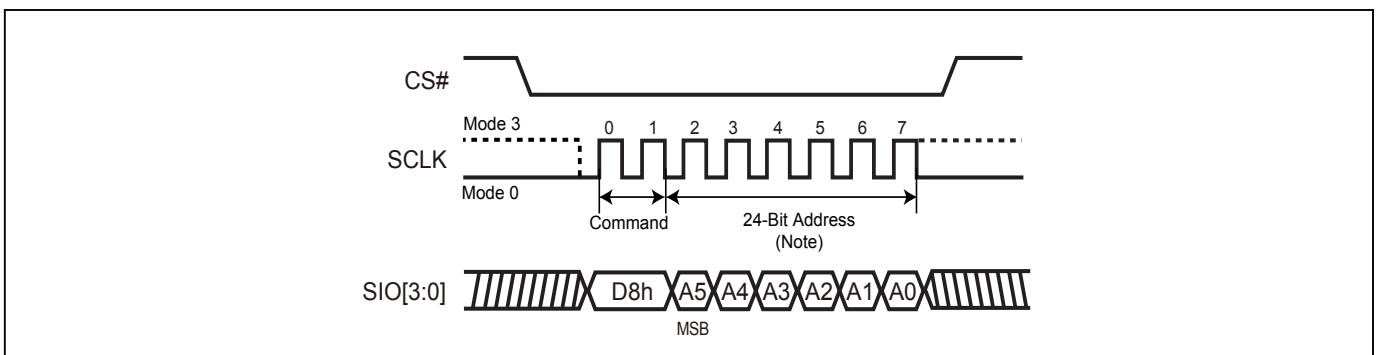 CS#
Mode 3
0 1 2 3 4 5 6 7
SCLK
Mode 0
Command
24-Bit Address
(Note)
SIO[3:0]
D8h A5 A4 A3 A2 A1 A0
MSB